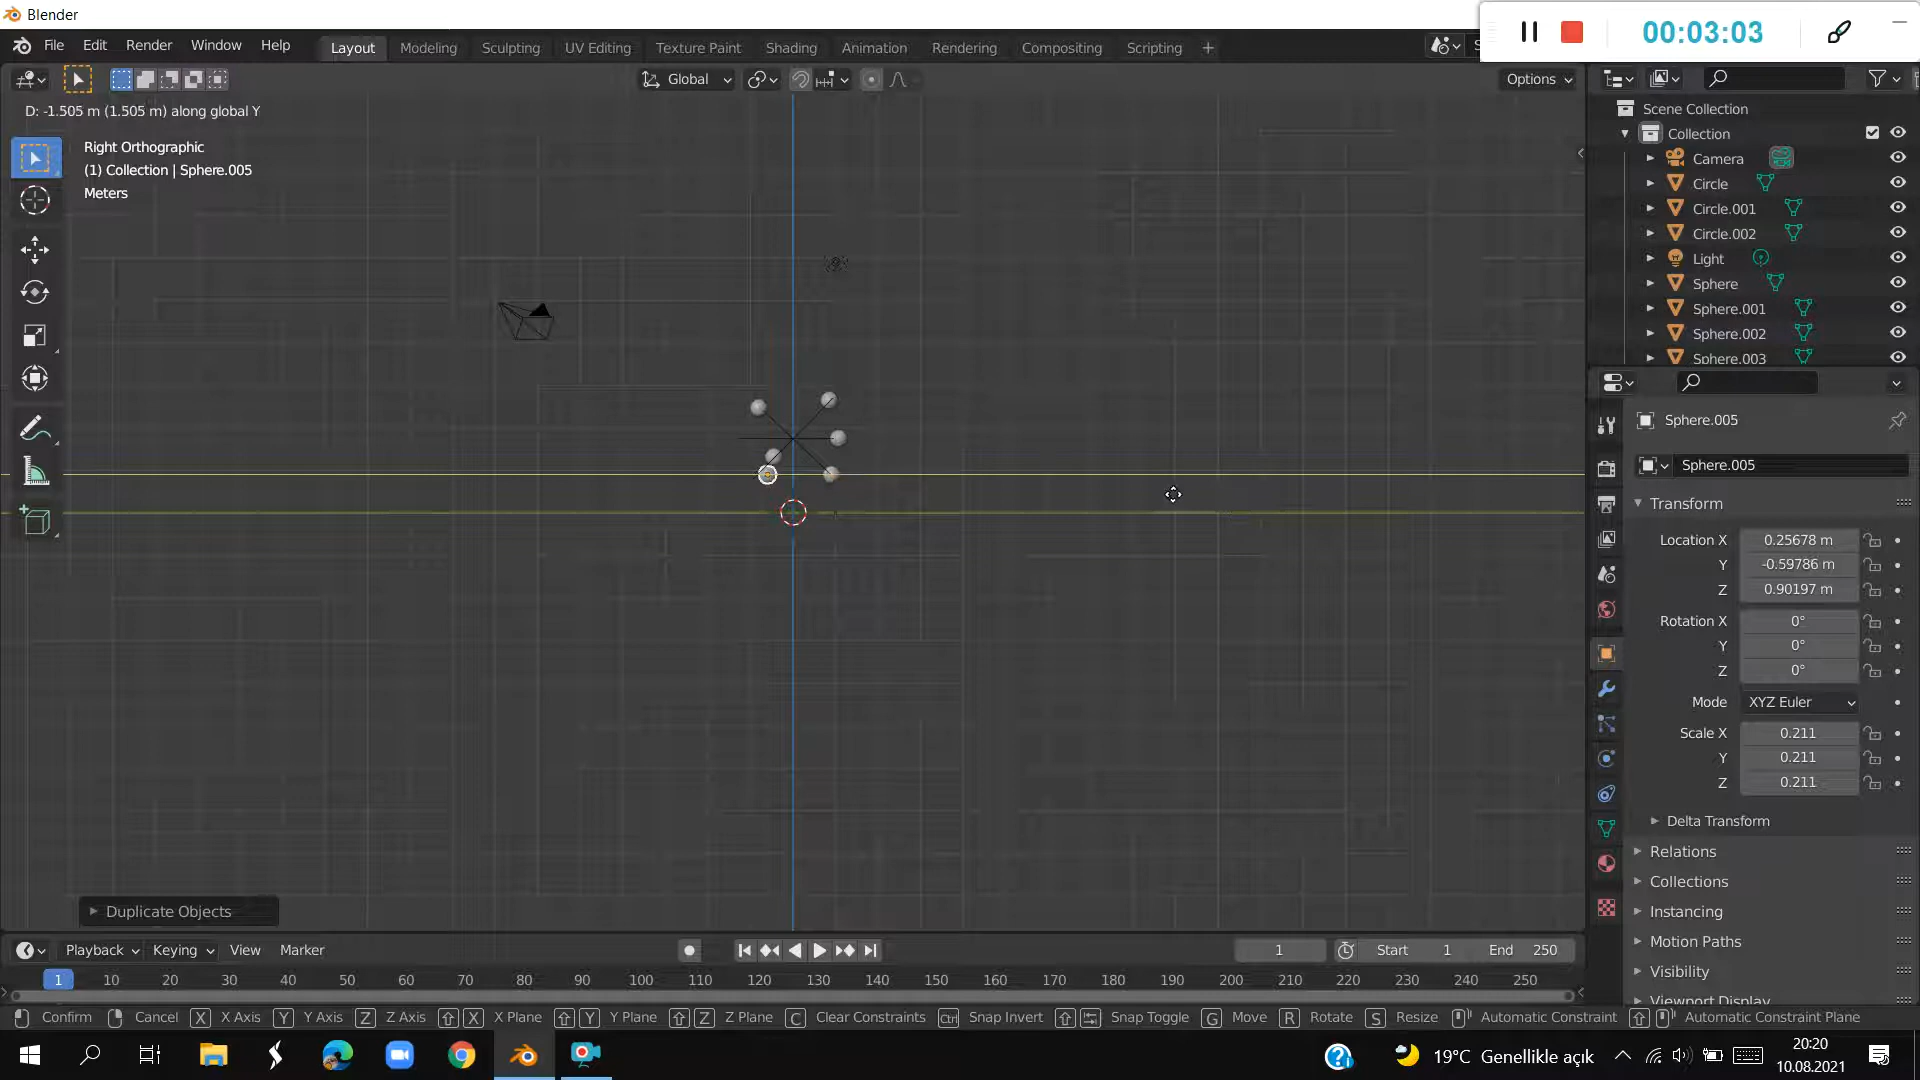 Blender
00:03:03
File Edit Render Window Help
Layout Modeling Sculpting UV Editing Texture Paint Shading Animation Rendering Compositing Scripting +
Global
Options
D: -1.505 m (1.505 m) along global Y
Right Orthographic
(1) Collection | Sphere.005
Meters
Scene Collection
Collection
Camera
Circle
Circle.001
Circle.002
Light
Sphere
Sphere.001
Sphere.002
Sphere.003
Sphere.005
Sphere.005
Transform
Location X 0.25678 m
Y -0.59786 m
Z 0.90197 m
Rotation X 0°
Y 0°
Z 0°
Mode XYZ Euler
Scale X 0.211
Y 0.211
Z 0.211
Delta Transform
Relations
Collections
Instancing
Motion Paths
Visibility
Viewport Display
Duplicate Objects
Playback Keying View Marker
1 Start 1 End 250
1 10 20 30 40 50 60 70 80 90 100 110 120 130 140 150 160 170 180 190 200 210 220 230 240 250
Confirm Cancel X X Axis Y Y Axis Z Z Axis X X Plane Y Y Plane Z Z Plane C Clear Constraints Ctrl Snap Invert Snap Toggle G Move R Rotate S Resize Automatic Constraint Automatic Constraint Plane
19°C Genellikle açık
20:20
10.08.2021